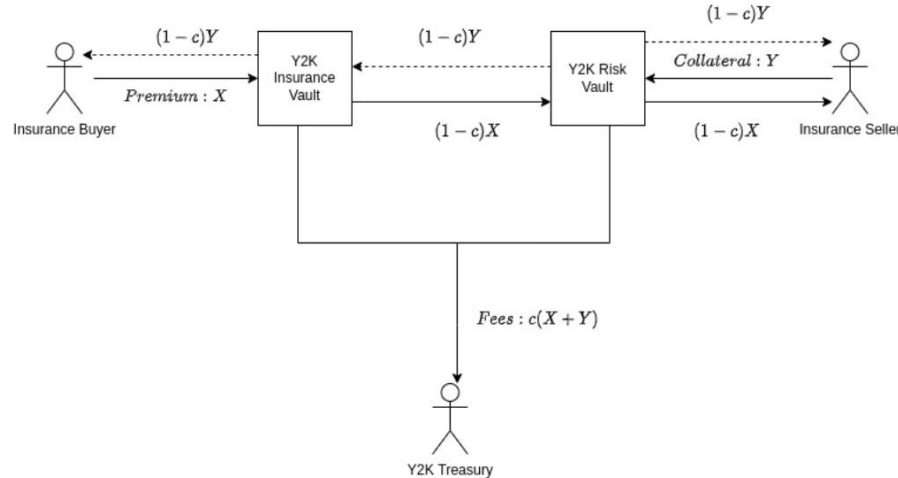 (1−c)Y
(1−c)Y
(1−c)Y
Y2K
Insurance
Vault
Y2K Risk
Vault
Collateral : Y
Premium : X
Insurance Buyer
(1−c)X
(1−c)X
Insurance Seller
Fees : c(X + Y)
Y2K Treasury